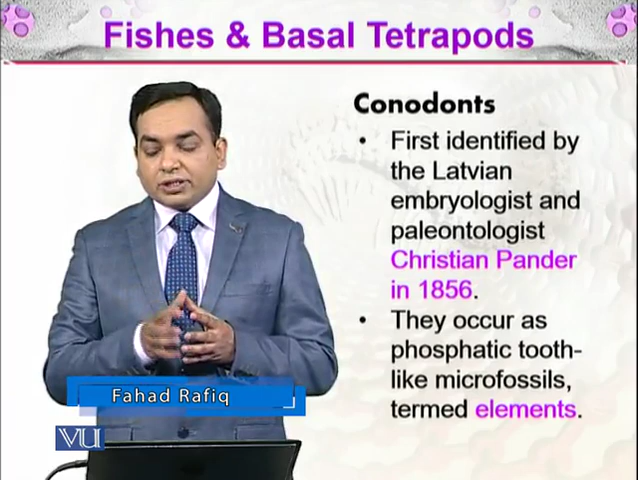 Fishes & Basal Tetrapods
Conodonts
• First identified by
the Latvian
embryologist and
paleontologist
Christian Pander
in 1856.
• They occur as
phosphatic tooth-
like microfossils,
termed elements.
Fahad Rafiq
VU